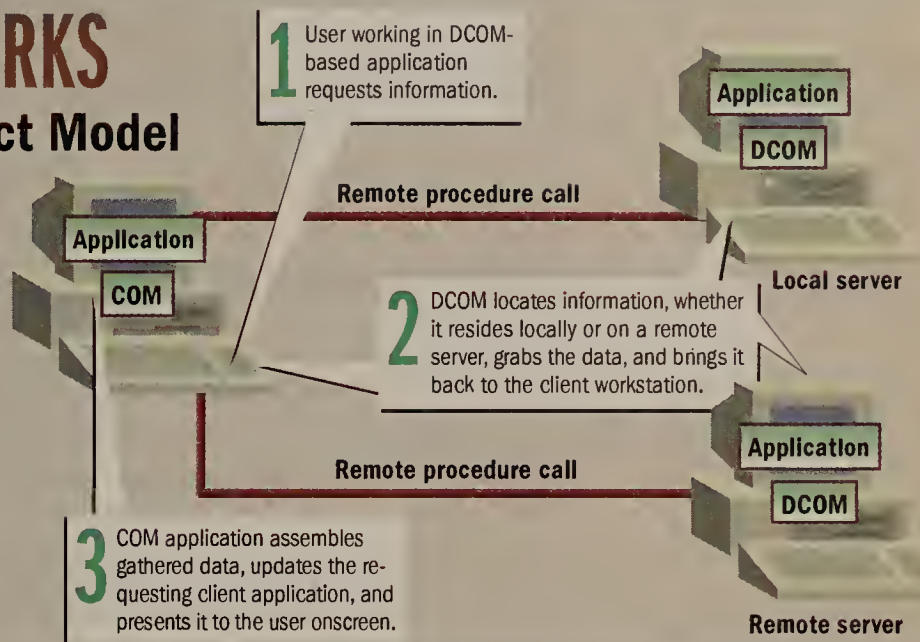 RKS
ct Model
1 User working in DCOM-
based application
requests information.
Application
DCOM
Remote procedure call
Local server
Application
COM
2 DCOM locates information, whether
it resides locally or on a remote
server, grabs the data, and brings it
back to the client workstation.
Application
DCOM
Remote procedure call
Remote server
3 COM application assembles
gathered data, updates the re-
questing client application, and
presents it to the user onscreen.